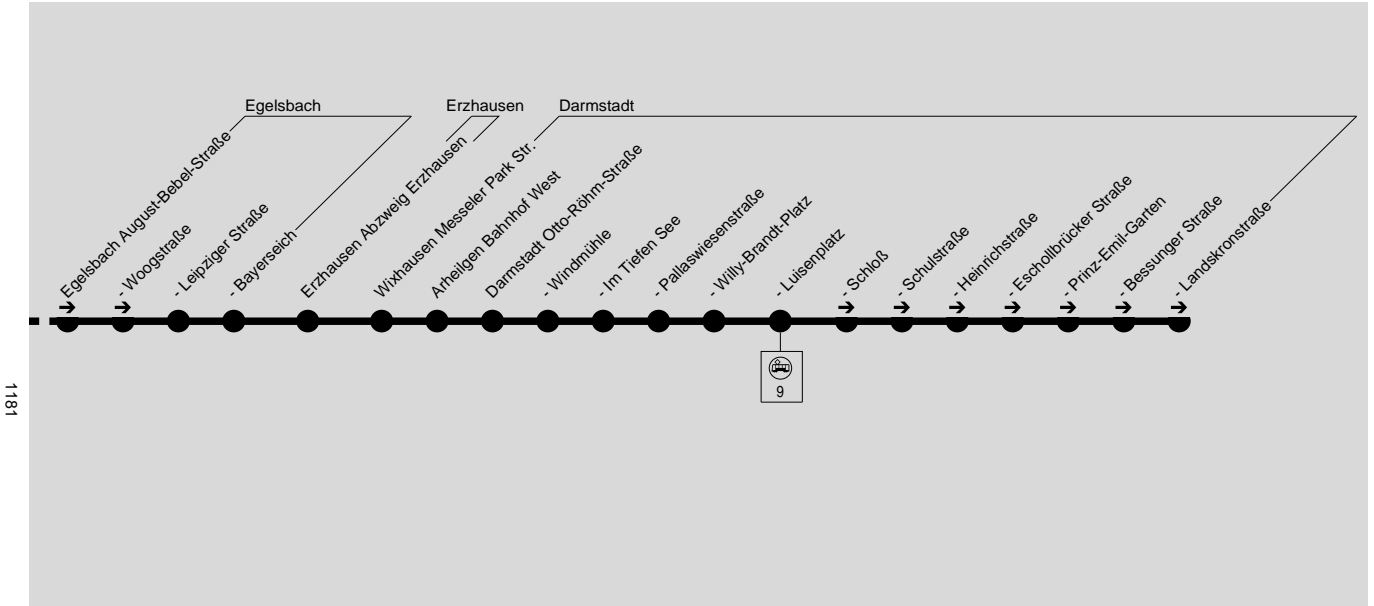 Egelsbach
Erzhausen
Darmstadt
Egelsbach August-Bebel-Straße
- Woogstraße
- Leipziger Straße
- Bayerseich
Erzhausen Abzweig Erzhausen
Wixhausen Messeler Park Str.
Arheilgen Bahnhof West
Darmstadt Otto-Röhm-Straße
- Windmühle
- Im Tiefen See
- Pallaswiesenstraße
- Willy-Brandt-Platz
- Luisenplatz
- Schloß
- Schulstraße
- Heinrichstraße
- Eschollbrücker Straße
- Prinz-Emil-Garten
- Bessunger Straße
- Landskronstraße
9
1181